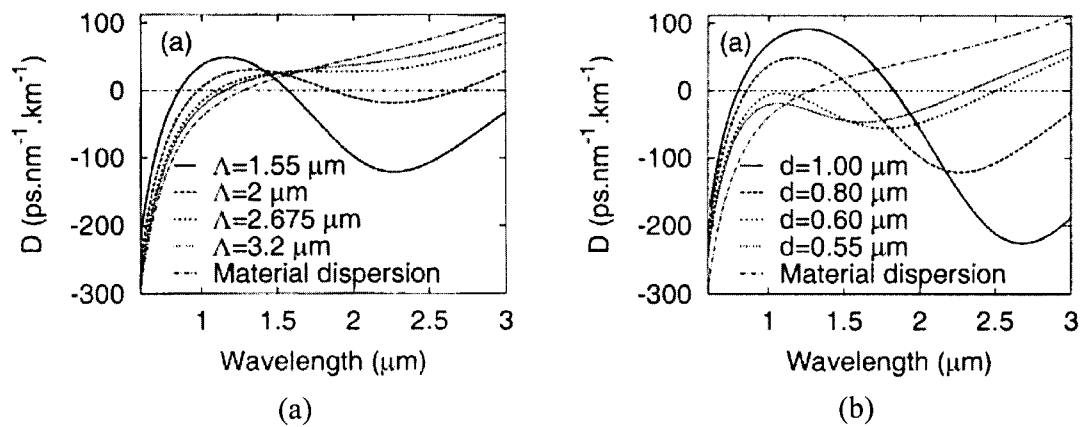 100
0
-100
-200
-300
D (ps.nm⁻¹.km⁻¹)
(a)
Λ=1.55 μm
Λ=2 μm
Λ=2.675 μm
Λ=3.2 μm
Material dispersion
1 1.5 2 2.5 3
Wavelength (μm)
(a)
100
0
-100
-200
-300
D (ps.nm⁻¹.km⁻¹)
(a)
d=1.00 μm
d=0.80 μm
d=0.60 μm
d=0.55 μm
Material dispersion
1 1.5 2 2.5 3
Wavelength (μm)
(b)